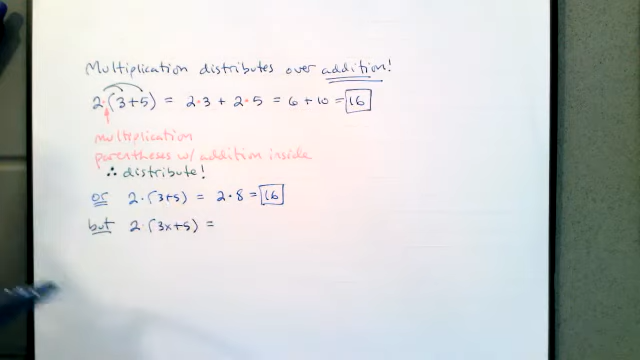 Multiplication distributes over addition!
2·(3+5) = 2·3 + 2·5 = 6 + 10 = 16
multiplication
parentheses w/ addition inside
∴ distribute!
or 2·(3+5) = 2·8 = 16
but 2·(3x+5) =